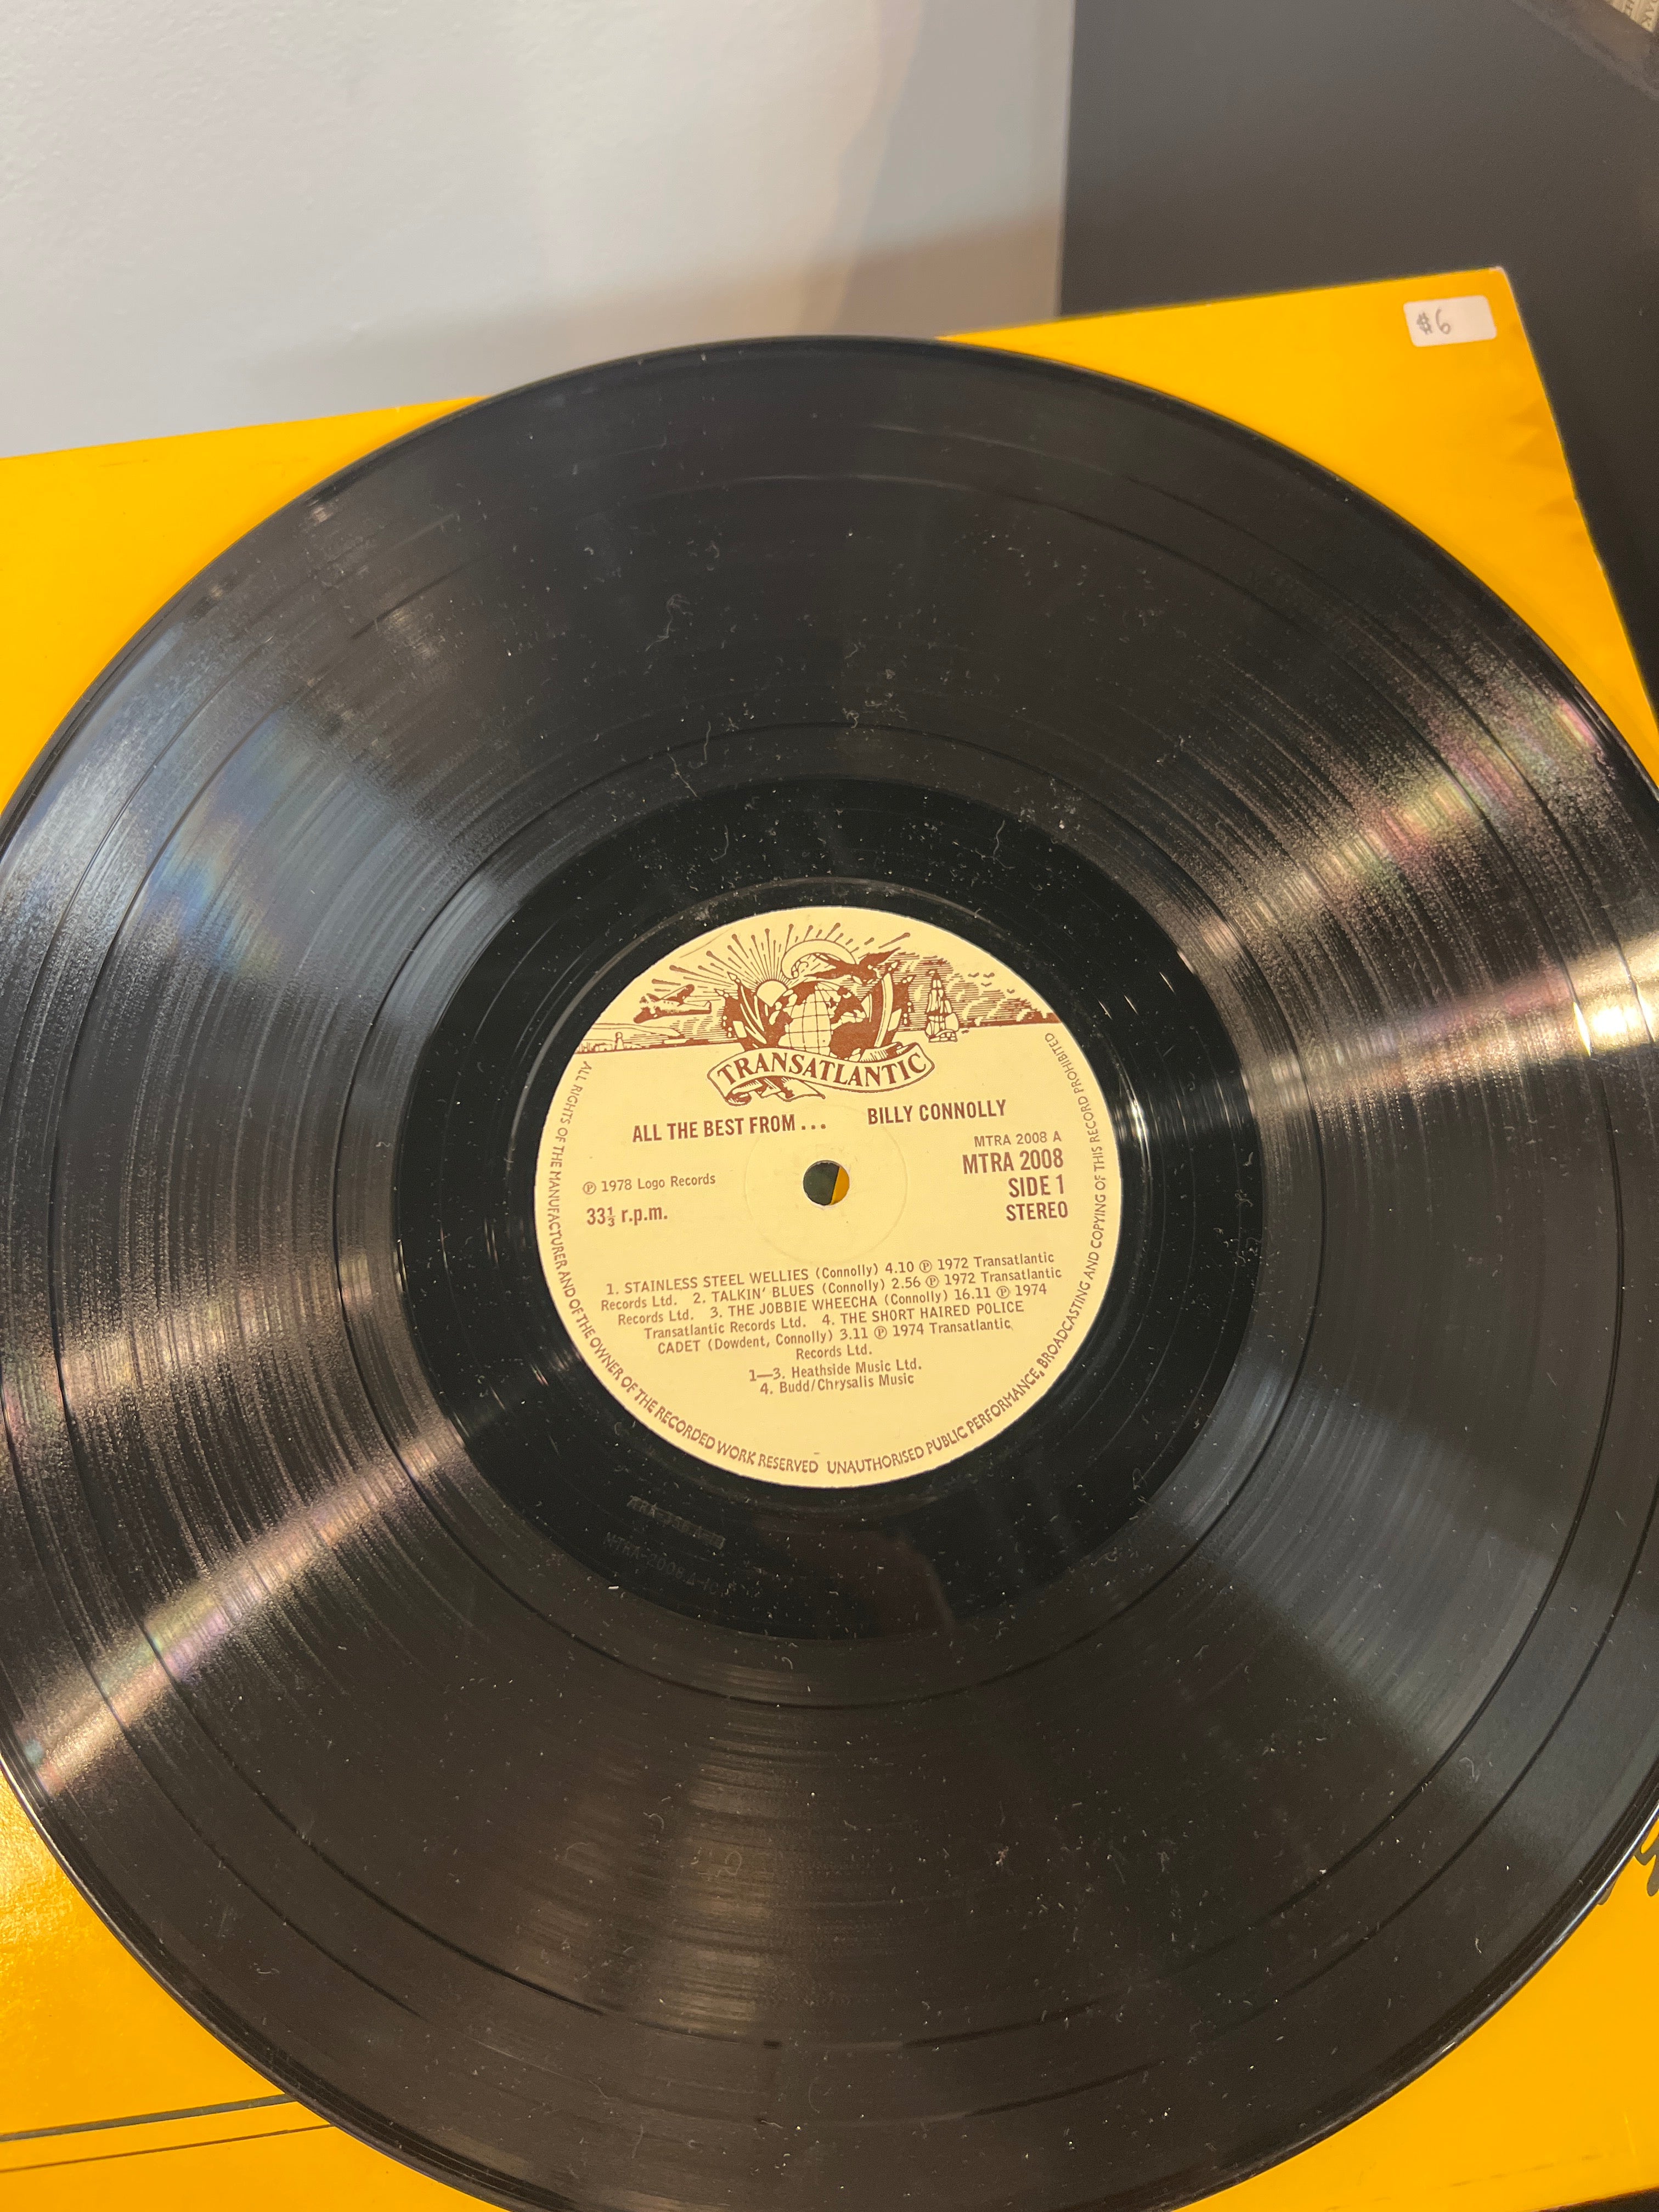 $6
TRANSATLANTIC
ALL THE BEST FROM... BILLY CONNOLLY
MTRA 2008 A
℗ 1978 Logo Records
MTRA 2008
SIDE 1
33⅓ r.p.m.
STEREO
1. STAINLESS STEEL WELLIES (Connolly) 4.10 ℗ 1972 Transatlantic
Records Ltd. 2. TALKIN' BLUES (Connolly) 2.56 ℗ 1972 Transatlantic
Records Ltd. 3. THE JOBBIE WHEECHA (Connolly) 16.11 ℗ 1974
Transatlantic Records Ltd. 4. THE SHORT HAIRED POLICE
CADET (Dowdent, Connolly) 3.11 ℗ 1974 Transatlantic
Records Ltd.
1—3. Heathside Music Ltd.
4. Budd/Chrysalis Music
ALL RIGHTS OF THE MANUFACTURER AND OF THE OWNER OF THE RECORDED WORK RESERVED UNAUTHORISED PUBLIC PERFORMANCE, BROADCASTING AND COPYING OF THIS RECORD PROHIBITED